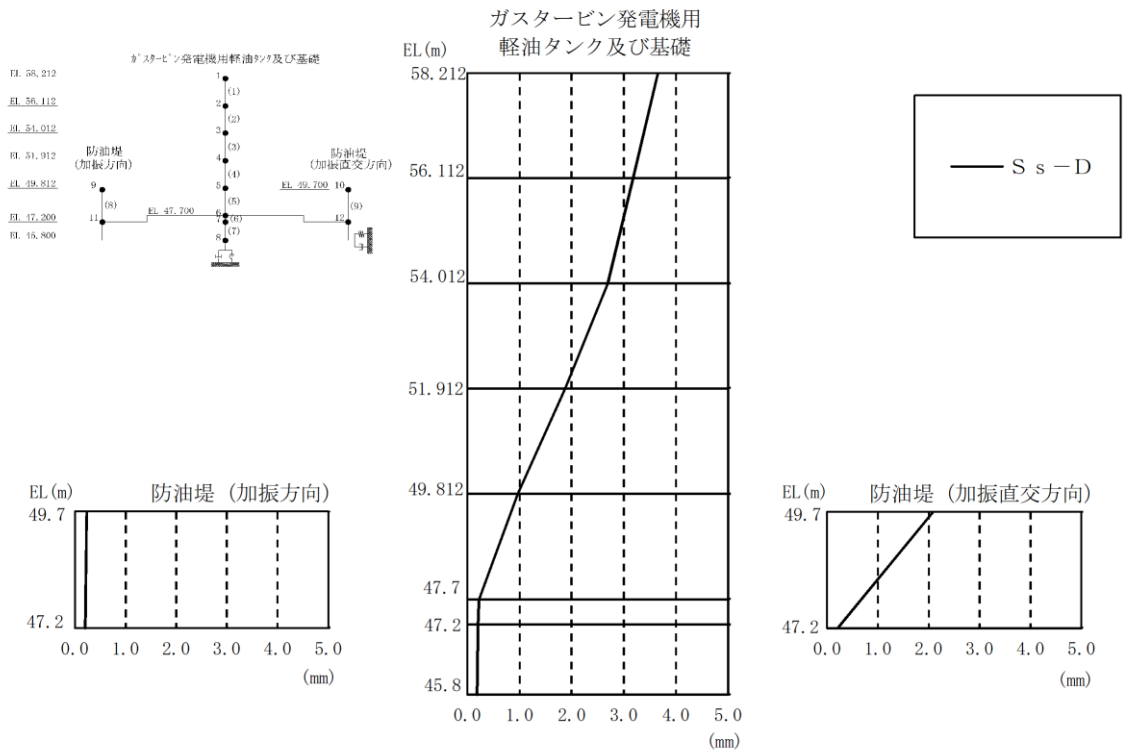 ガスタービン発電機用軽油タンク及び基礎
EL 58.212
EL 56.112
EL 54.012
EL 51.912
EL 49.812
EL 47.200
EL 45.800
1
(1)
2
(2)
3
(3)
4
(4)
5
(5)
6
7
(6)
(7)
8
防油堤
(加振方向)
9
(8)
11
EL 47.700
防油堤
(加振直交方向)
EL 49.700
10
(9)
12
ガスタービン発電機用
軽油タンク及び基礎
EL(m)
58.212
56.112
54.012
51.912
49.812
47.7
47.2
45.8
0.0 1.0 2.0 3.0 4.0 5.0
(mm)
Ss-D
EL(m)
防油堤 (加振方向)
49.7
47.2
0.0 1.0 2.0 3.0 4.0 5.0
(mm)
EL(m)
防油堤 (加振直交方向)
49.7
47.2
0.0 1.0 2.0 3.0 4.0 5.0
(mm)